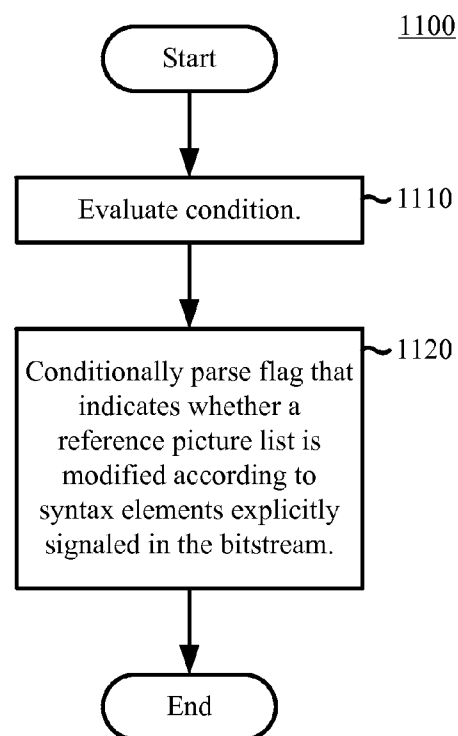 1100
Start
Evaluate condition.
1110
1120
Conditionally parse flag that
indicates whether a
reference picture list is
modified according to
syntax elements explicitly
signaled in the bitstream.
End